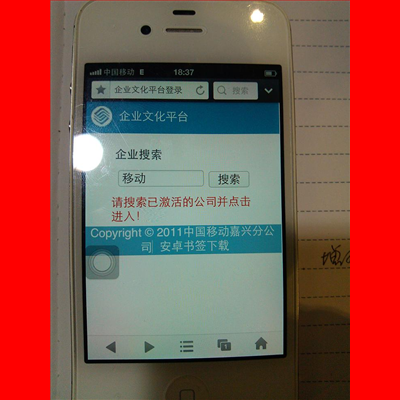 中国移动 E 18:37
企业文化平台登录 搜索
企业文化平台
企业搜索
移动 搜索
请搜索已激活的公司并点击
进入！
Copyright © 2011中国移动嘉兴分公
司 安卓书签下载